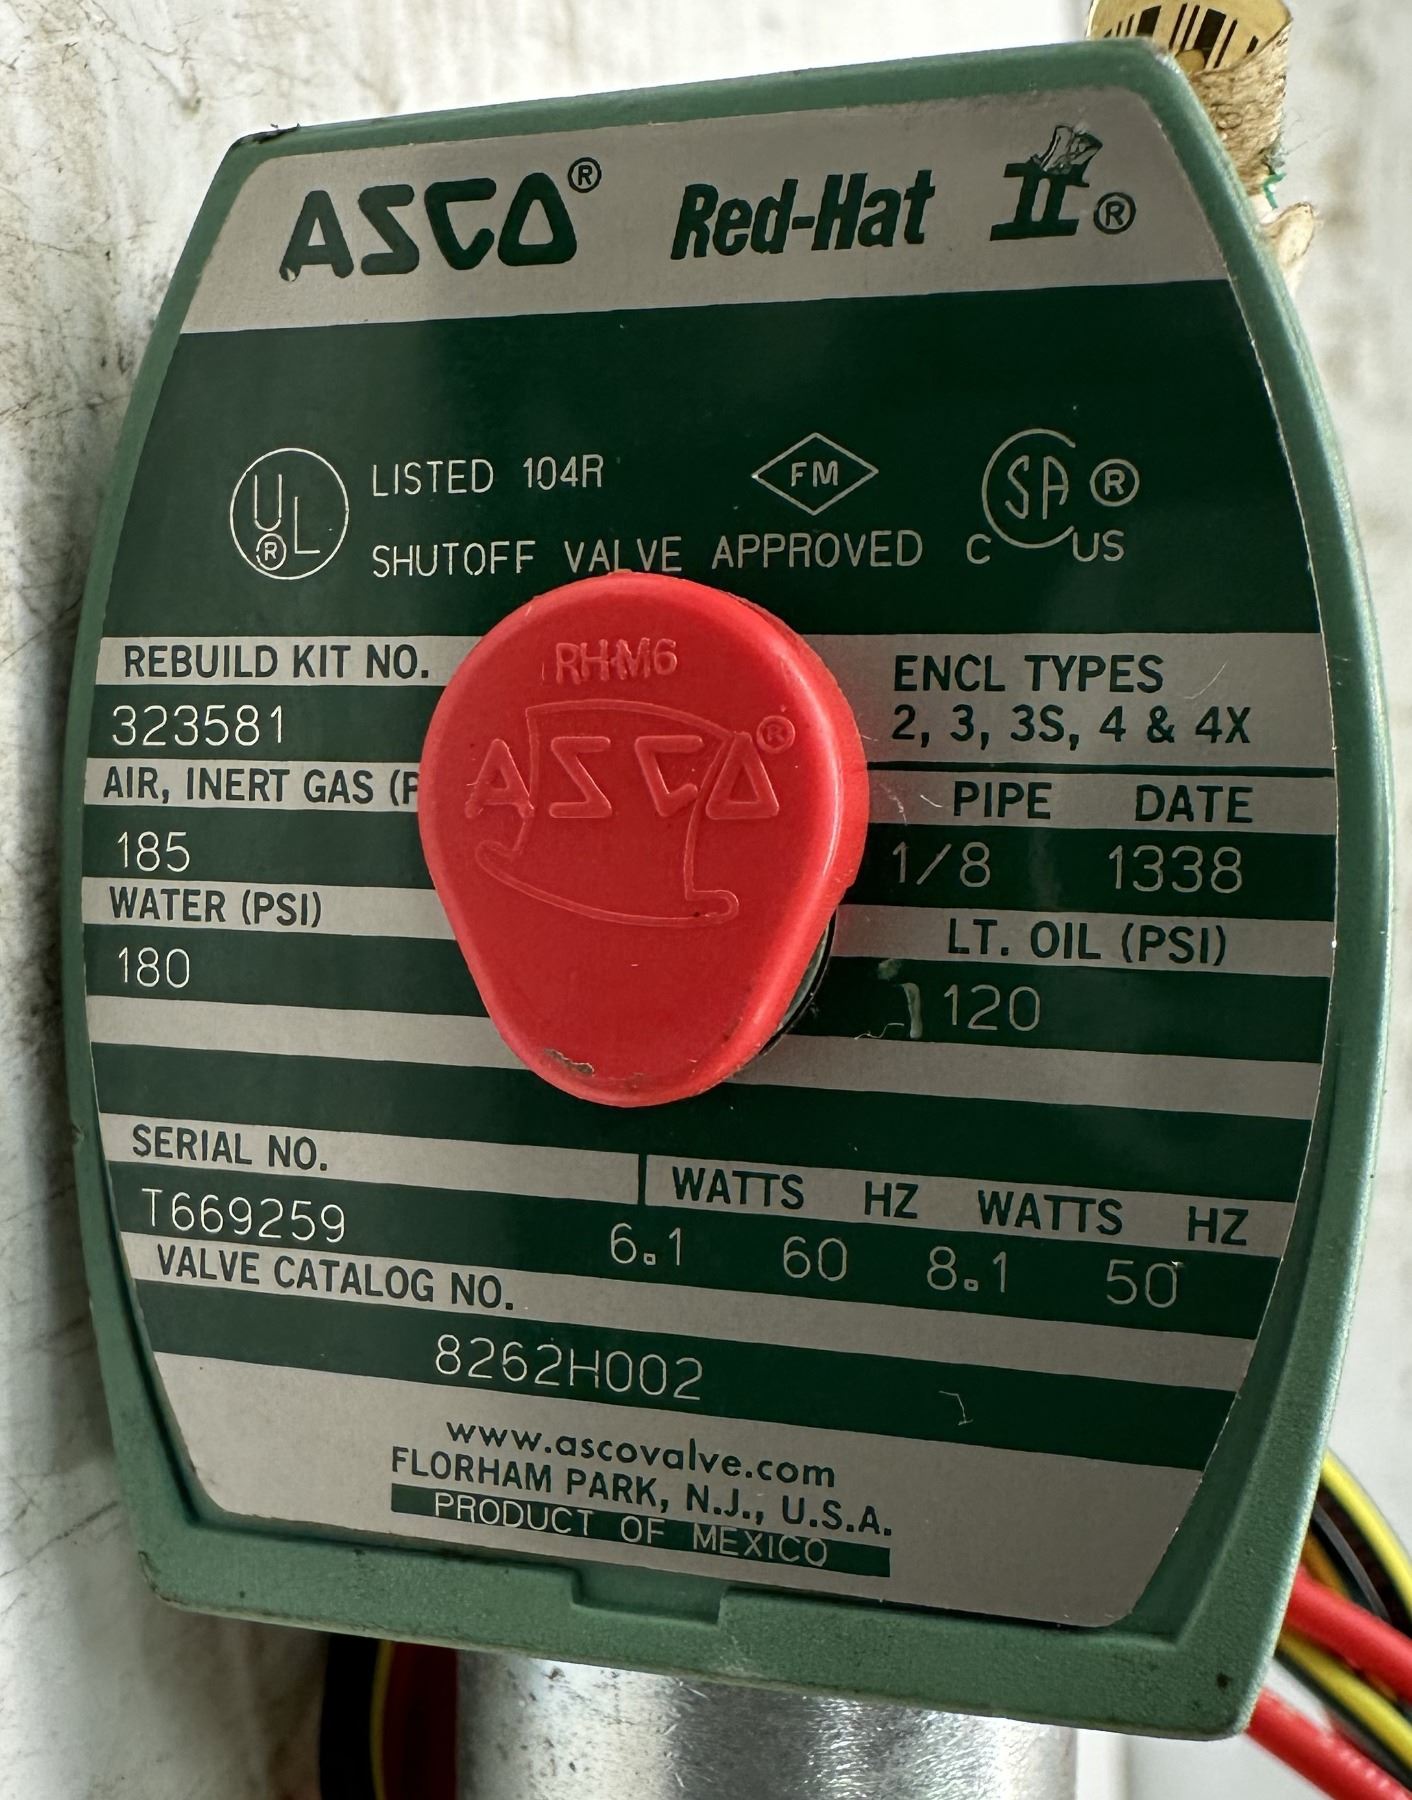 ASCO® Red-Hat II®
UL® LISTED 104R FM C SA® US
SHUTOFF VALVE APPROVED
RH-M6
ASCO®
REBUILD KIT NO.
323581
ENCL TYPES
2, 3, 3S, 4 & 4X
AIR, INERT GAS (P
185
PIPE DATE
1/8 1338
WATER (PSI)
180
LT. OIL (PSI)
120
SERIAL NO.
T669259
WATTS HZ WATTS HZ
6.1 60 8.1 50
VALVE CATALOG NO.
8262H002
www.ascovalve.com
FLORHAM PARK, N.J., U.S.A.
PRODUCT OF MEXICO